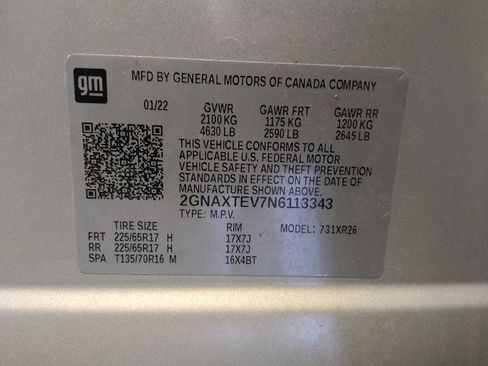 gm
MFD BY GENERAL MOTORS OF CANADA COMPANY
01/22 GVWR GAWR FRT GAWR RR
2100 KG 1175 KG 1200 KG
4630 LB 2590 LB 2645 LB
THIS VEHICLE CONFORMS TO ALL
APPLICABLE U.S. FEDERAL MOTOR
VEHICLE SAFETY AND THEFT PREVENTION
STANDARDS IN EFFECT ON THE DATE OF
MANUFACTURE SHOWN ABOVE.
2GNAXTEV7N6113343
TYPE: M.P.V.
TIRE SIZE RIM MODEL: 731XR26
FRT 225/65R17 H 17X7J
RR 225/65R17 H 17X7J
SPA T135/70R16 M 16X4BT